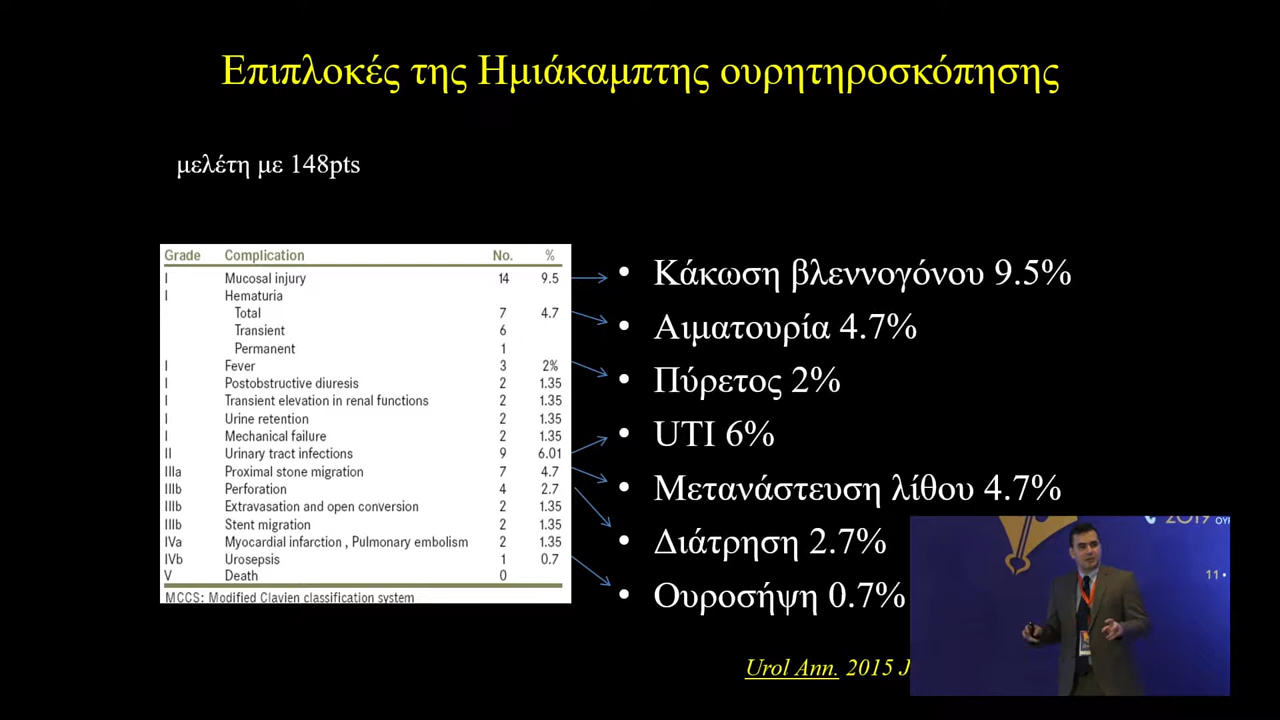 Επιπλοκές της Ημιάκαμπτης ουρητηροσκόπησης
μελέτη με 148pts
Grade Complication No. %
I Mucosal injury 14 9.5
I Hematuria
Total 7 4.7
Transient 6
Permanent 1
I Fever 3 2%
I Postobstructive diuresis 2 1.35
I Transient elevation in renal functions 2 1.35
I Urine retention 2 1.35
I Mechanical failure 2 1.35
II Urinary tract infections 9 6.01
IIIa Proximal stone migration 7 4.7
IIIb Perforation 4 2.7
IIIb Extravasation and open conversion 2 1.35
IIIb Stent migration 2 1.35
IVa Myocardial infarction , Pulmonary embolism 2 1.35
IVb Urosepsis 1 0.7
V Death 0
MCCS: Modified Clavien classification system
• Κάκωση βλεννογόνου 9.5%
• Αιματουρία 4.7%
• Πύρετος 2%
• UTI 6%
• Μετανάστευση λίθου 4.7%
• Διάτρηση 2.7%
• Ουροσήψη 0.7%
Urol Ann. 2015 J
2019 ΟΥΡ
11•